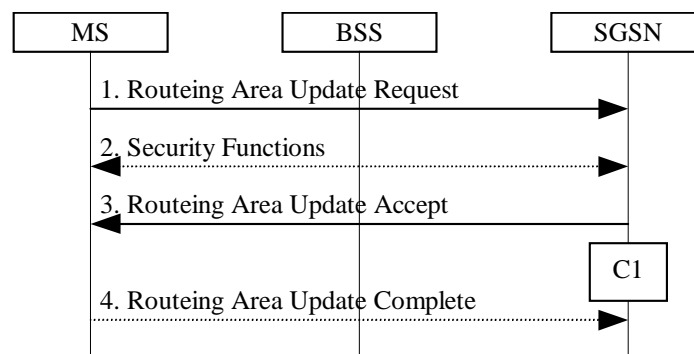 MS
BSS
SGSN
1. Routeing Area Update Request
2. Security Functions
3. Routeing Area Update Accept
C1
4. Routeing Area Update Complete